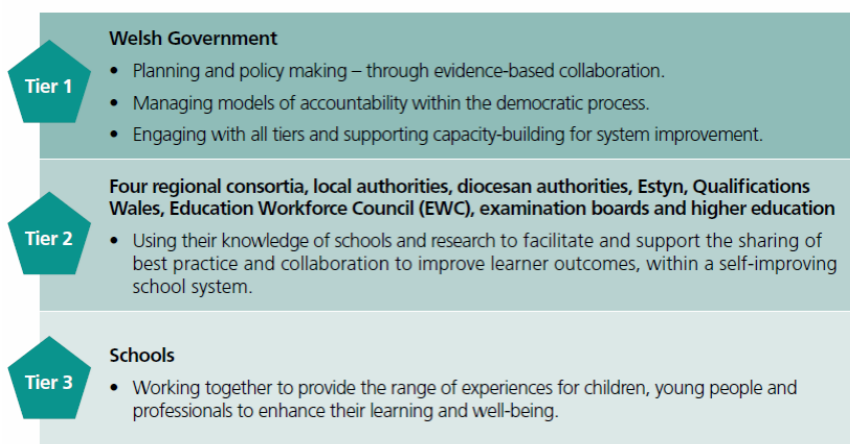 Tier 1
Welsh Government
• Planning and policy making – through evidence-based collaboration.
• Managing models of accountability within the democratic process.
• Engaging with all tiers and supporting capacity-building for system improvement.
Tier 2
Four regional consortia, local authorities, diocesan authorities, Estyn, Qualifications
Wales, Education Workforce Council (EWC), examination boards and higher education
• Using their knowledge of schools and research to facilitate and support the sharing of
best practice and collaboration to improve learner outcomes, within a self-improving
school system.
Tier 3
Schools
• Working together to provide the range of experiences for children, young people and
professionals to enhance their learning and well-being.